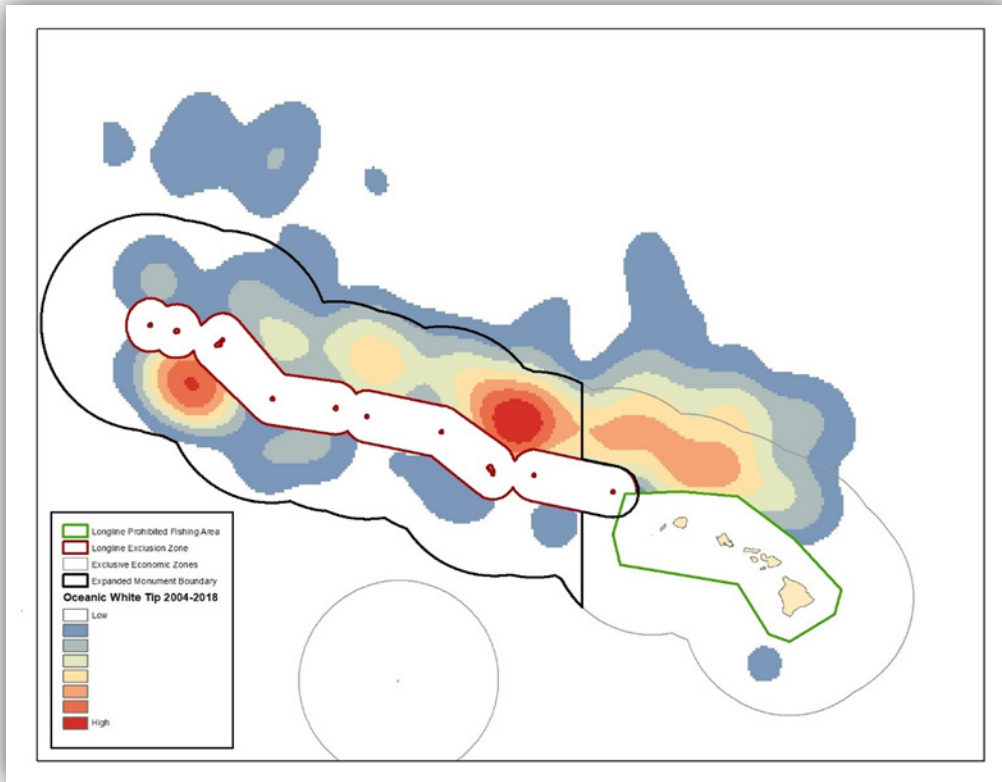 Longline Prohibited Fishing Area
Longline Exclusion Zone
Exclusive Economic Zones
Expanded Monument Boundary
Oceanic White Tip 2004-2018
Low
High